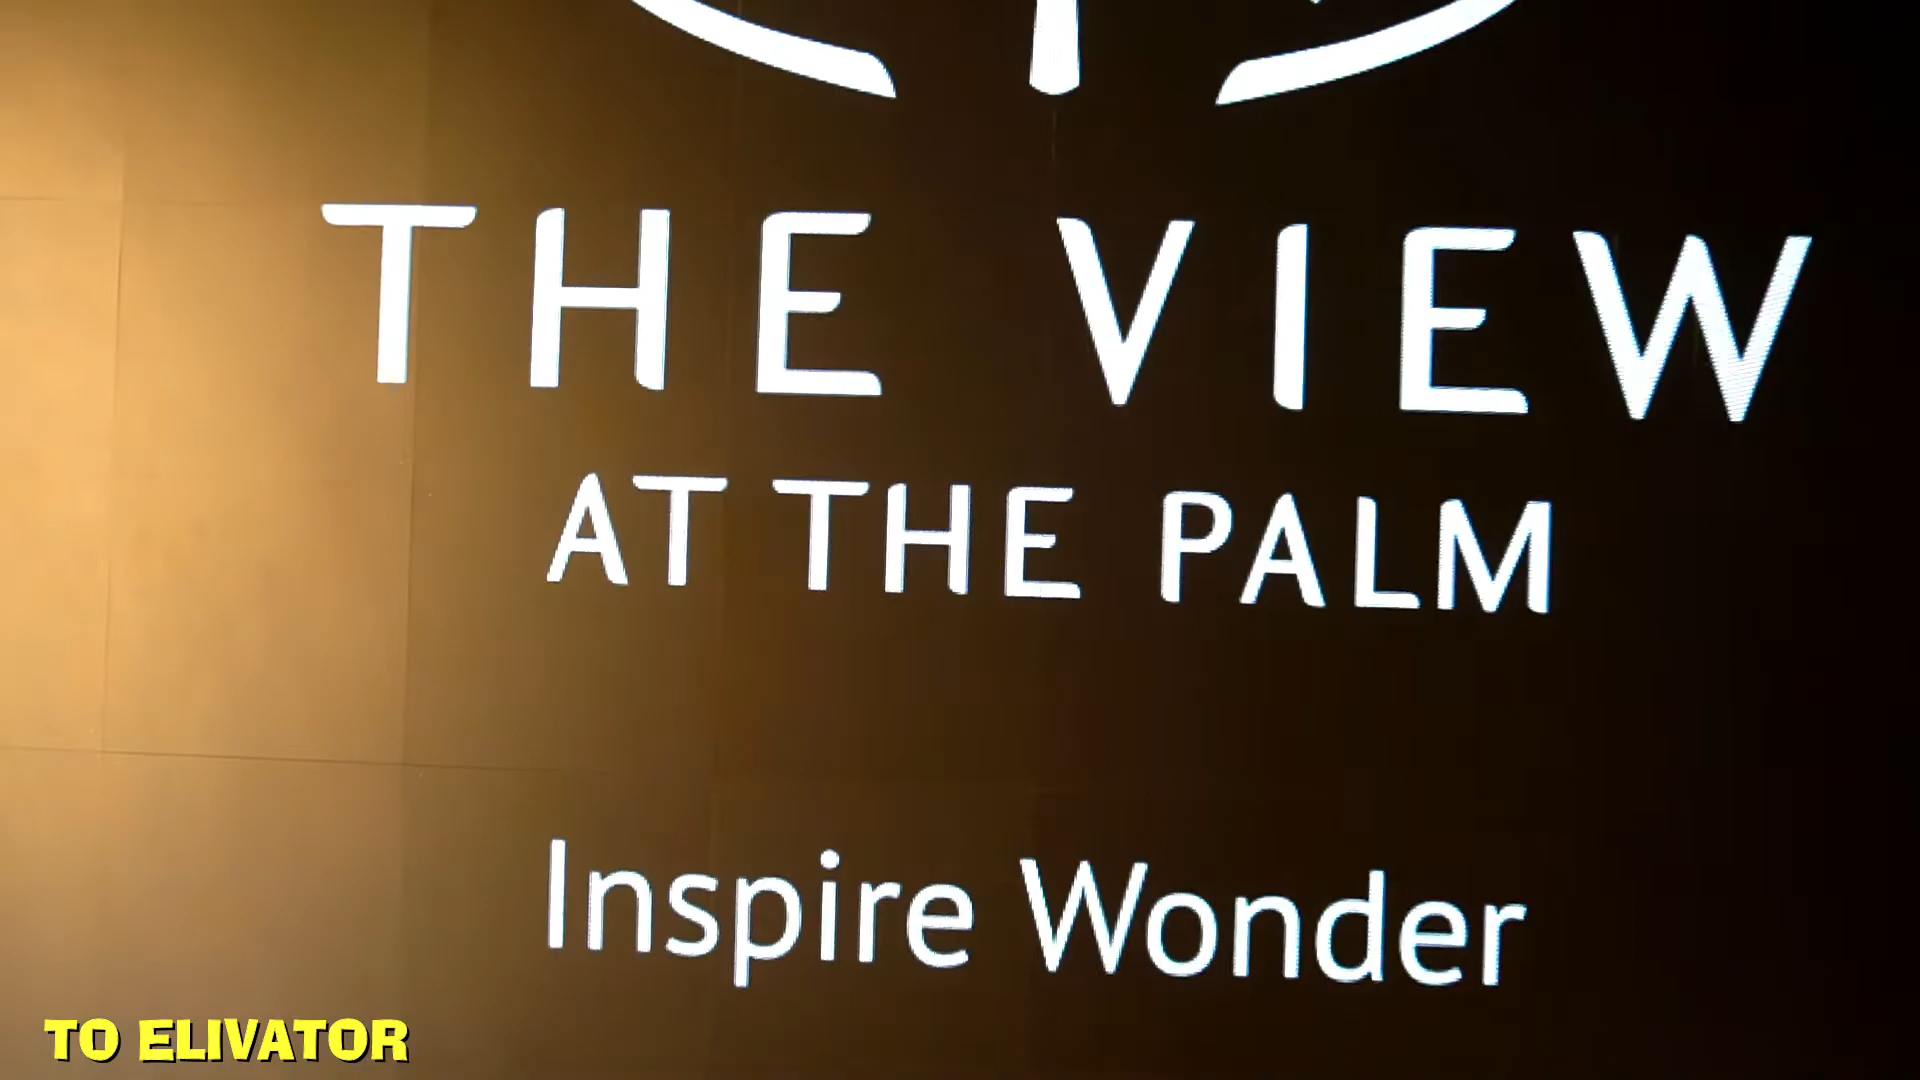 THE VIEW
AT THE PALM
Inspire Wonder
TO ELIVATOR